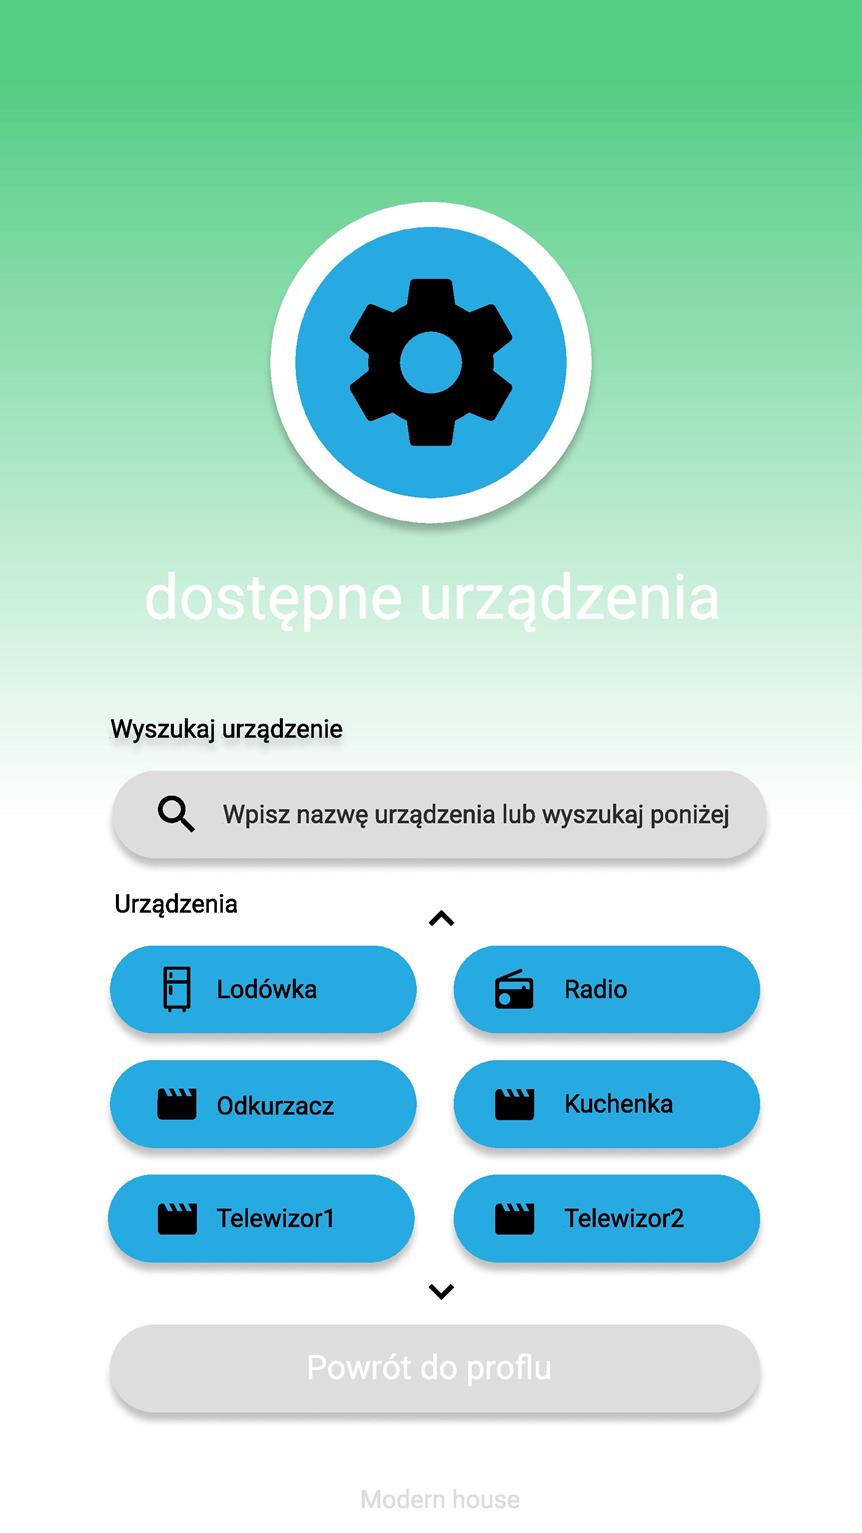 dostępne urządzenia
Wyszukaj urządzenie
Wpisz nazwę urządzenia lub wyszukaj poniżej
Urządzenia
Lodówka
Radio
Odkurzacz
Kuchenka
Telewizor1
Telewizor2
Powrót do proflu
Modern house